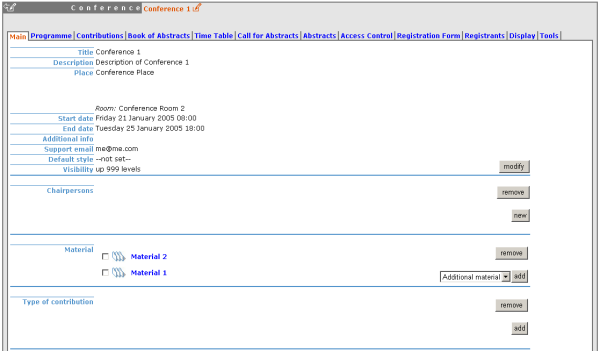 Conference Conference 1
Main Programme Contributions Book of Abstracts Time Table Call for Abstracts Abstracts Access Control Registration Form Registrants Display Tools
Title Conference 1
Description Description of Conference 1
Place Conference Place
Room: Conference Room 2
Start date Friday 21 January 2005 08:00
End date Tuesday 25 January 2005 18:00
Additional info
Support email me@me.com
Default style --not set--
Visibility up 999 levels
modify
Chairpersons
remove
new
Material
remove
Material 2
Material 1
Additional material add
Type of contribution
remove
add